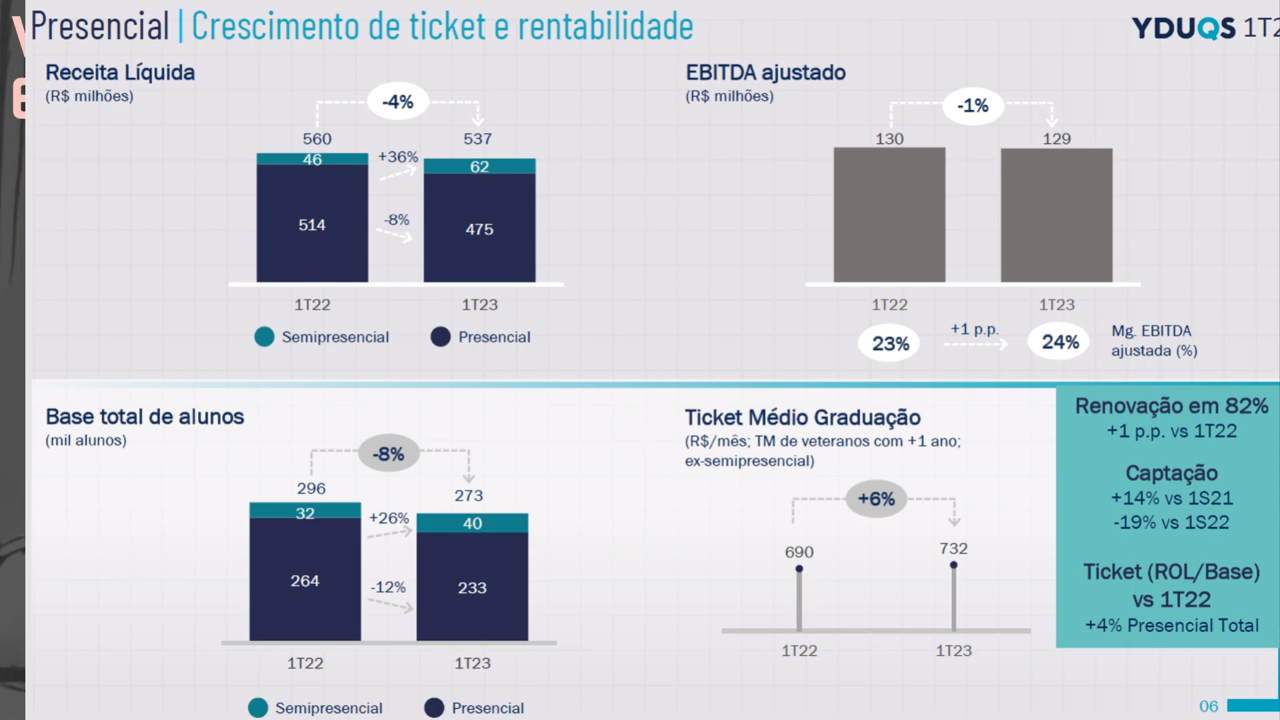 Presencial | Crescimento de ticket e rentabilidade
YDUQS 1T2
Receita Líquida
(R$ milhões)
-4%
560
537
46
+36%
62
514
-8%
475
1T22
1T23
Semipresencial
Presencial
EBITDA ajustado
(R$ milhões)
-1%
130
129
1T22
1T23
23%
+1 p.p.
24%
Mg. EBITDA
ajustada (%)
Base total de alunos
(mil alunos)
-8%
296
273
32
+26%
40
264
-12%
233
1T22
1T23
Semipresencial
Presencial
Ticket Médio Graduação
(R$/mês; TM de veteranos com +1 ano;
ex-semipresencial)
+6%
690
732
1T22
1T23
Renovação em 82%
+1 p.p. vs 1T22
Captação
+14% vs 1S21
-19% vs 1S22
Ticket (ROL/Base)
vs 1T22
+4% Presencial Total
06